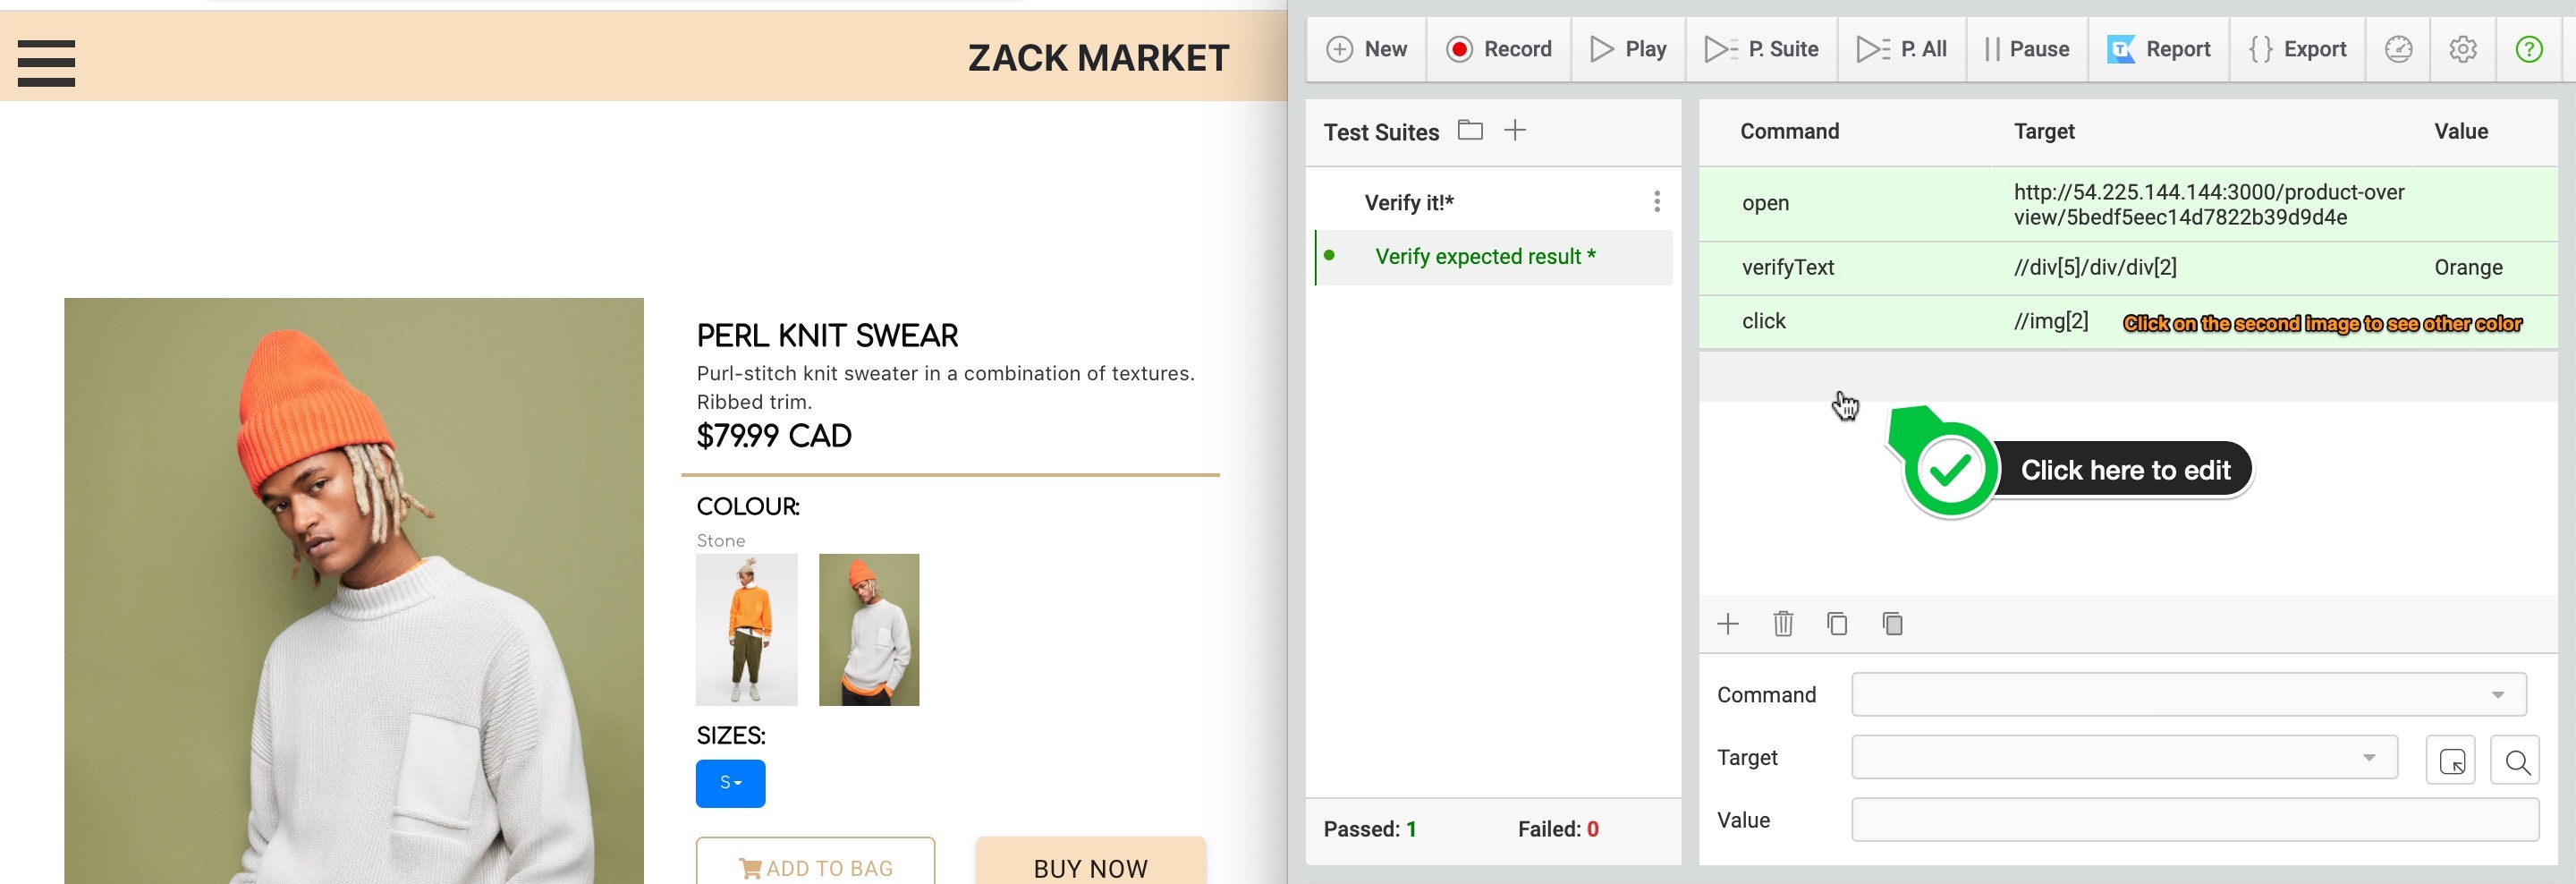 ZACK MARKET
PERL KNIT SWEAR
Purl-stitch knit sweater in a combination of textures.
Ribbed trim.
$79.99 CAD
COLOUR:
Stone
SIZES:
S
ADD TO BAG
BUY NOW
New
Record
Play
P. Suite
P. All
Pause
Report
Export
Test Suites
Verify it!*
Verify expected result *
Passed: 1
Failed: 0
Command
Target
Value
open
http://54.225.144.144:3000/product-over
view/5bedf5eec14d7822b39d9d4e
verifyText
//div[5]/div/div[2]
Orange
click
//img[2]
Click on the second image to see other color
Click here to edit
Command
Target
Value